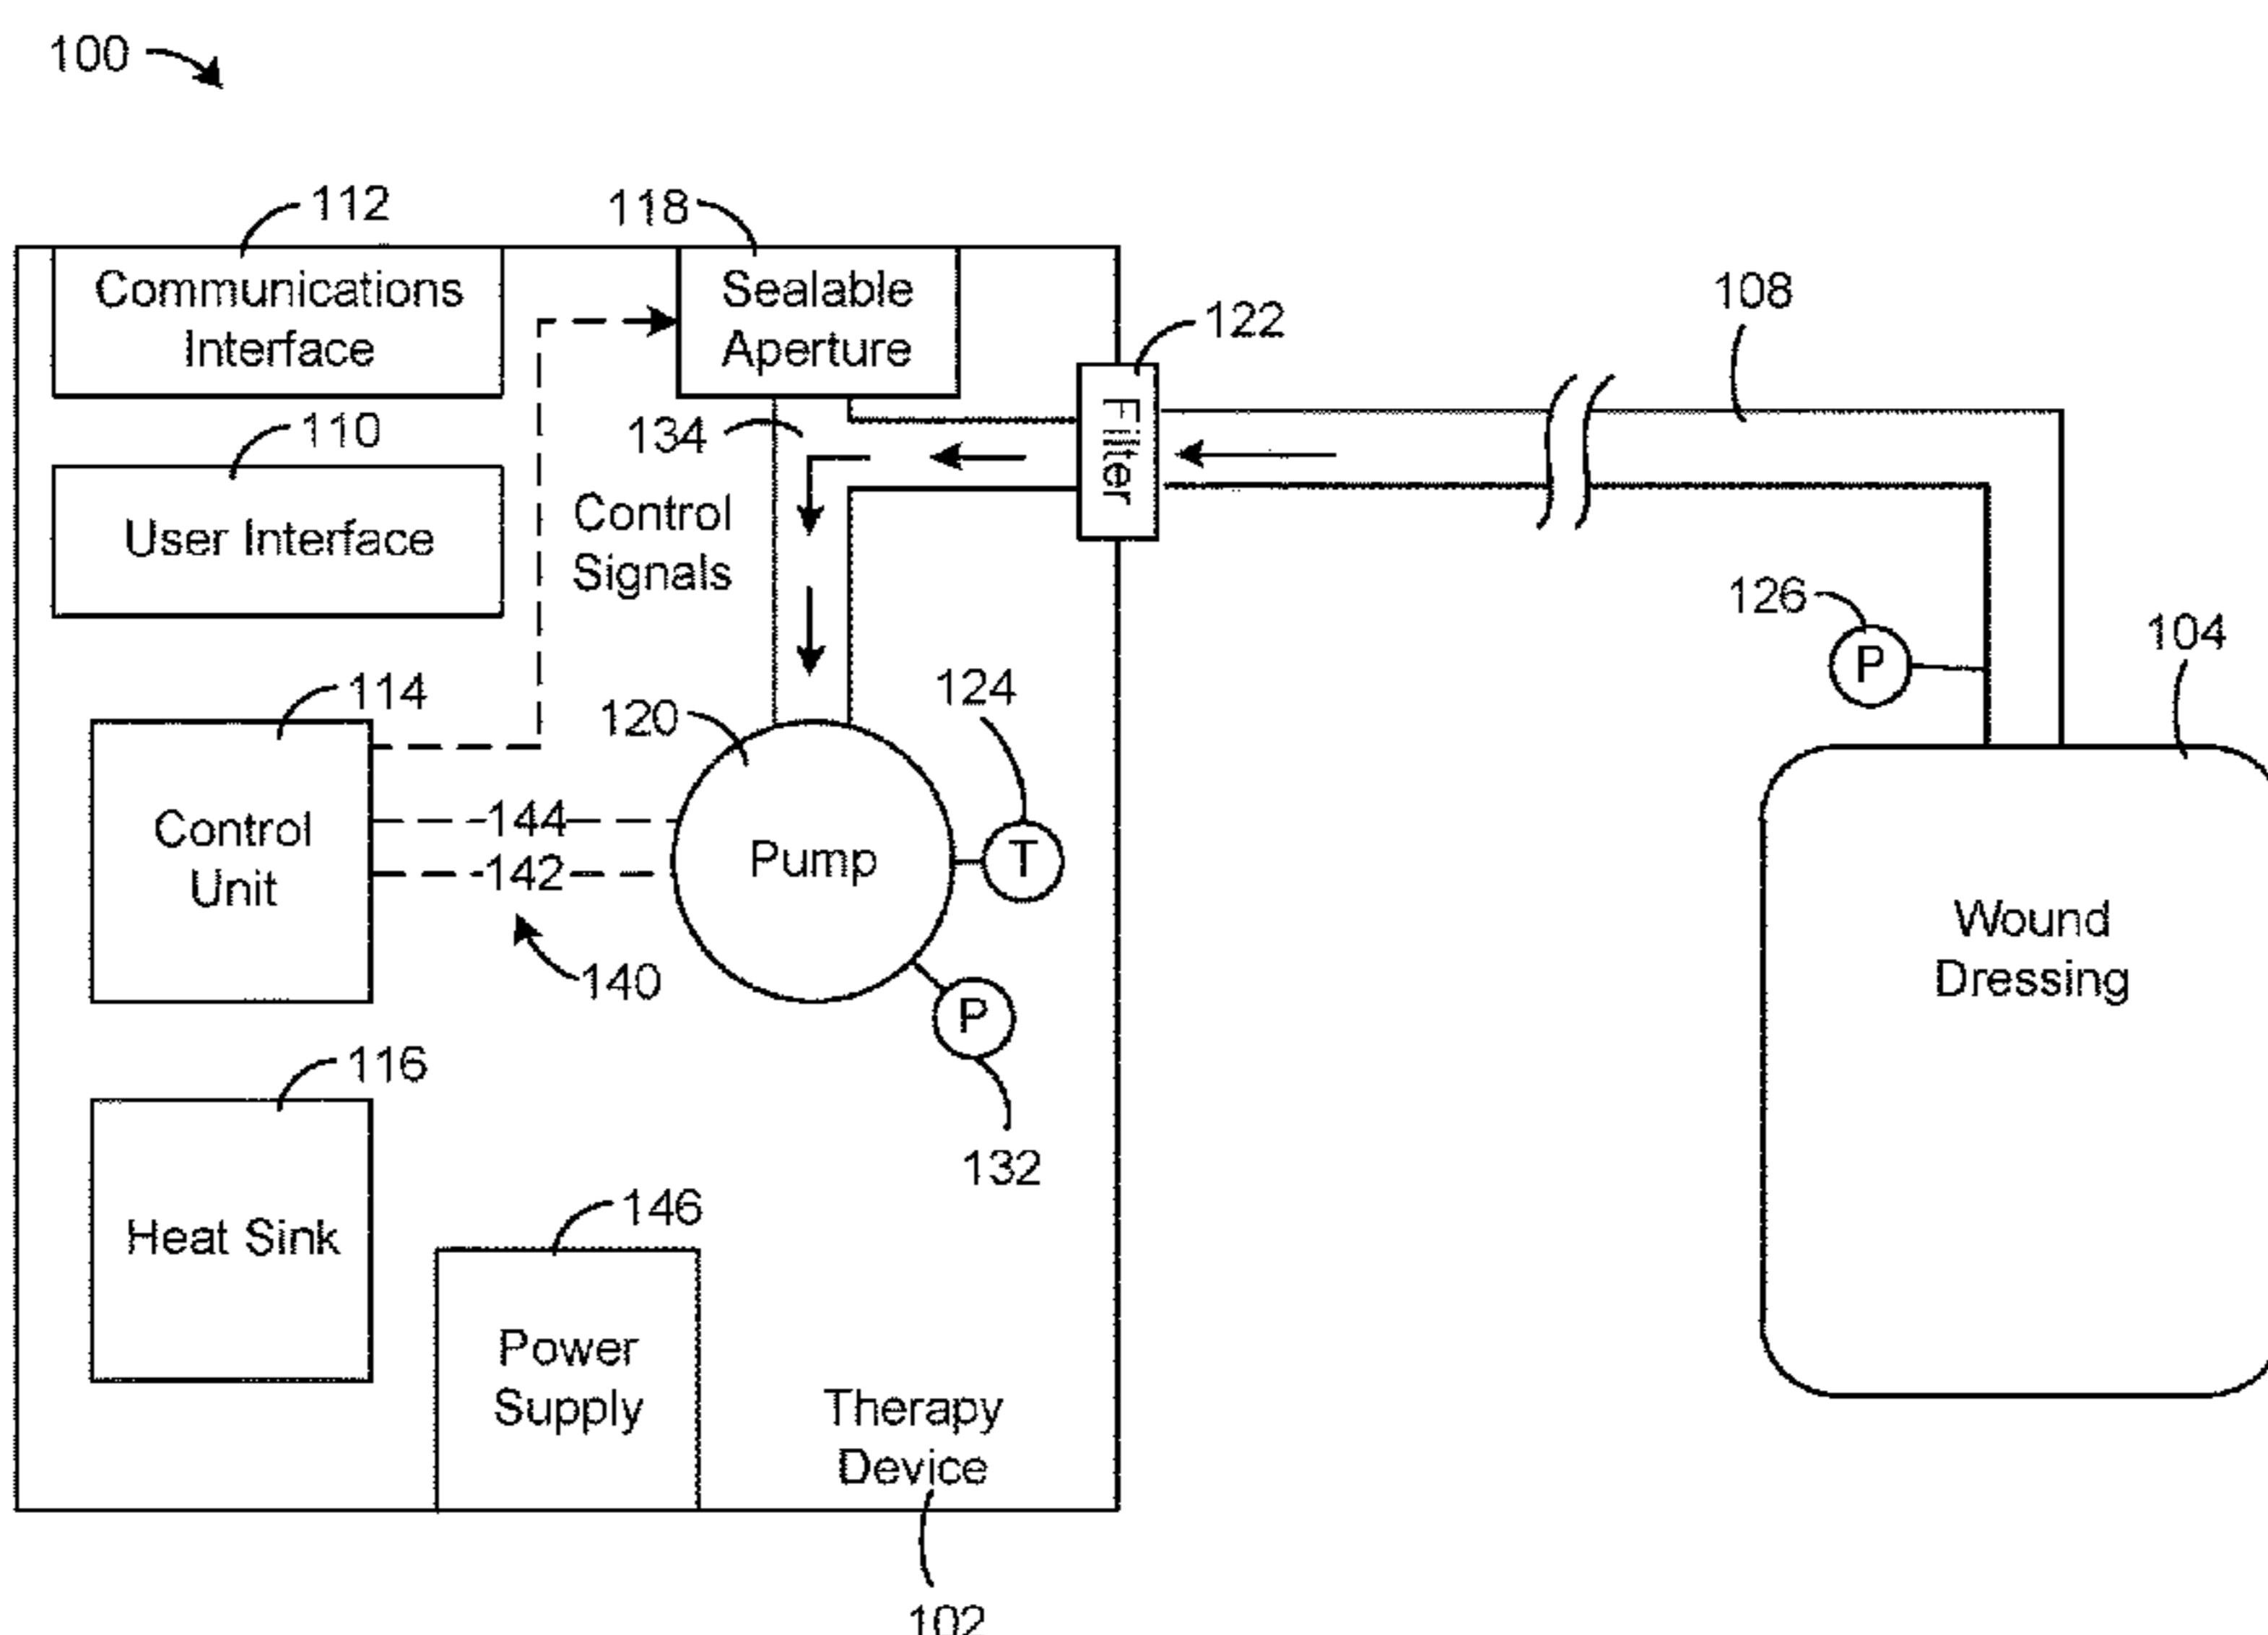 100
112
118
Communications
Interface
Sealable
Aperture
108
122
Filter
110
134
User Interface
Control
Signals
126
P
104
114
120
124
Control
Unit
144
142
Pump
T
140
P
Wound
Dressing
116
132
Heat Sink
146
Power
Supply
Therapy
Device
102